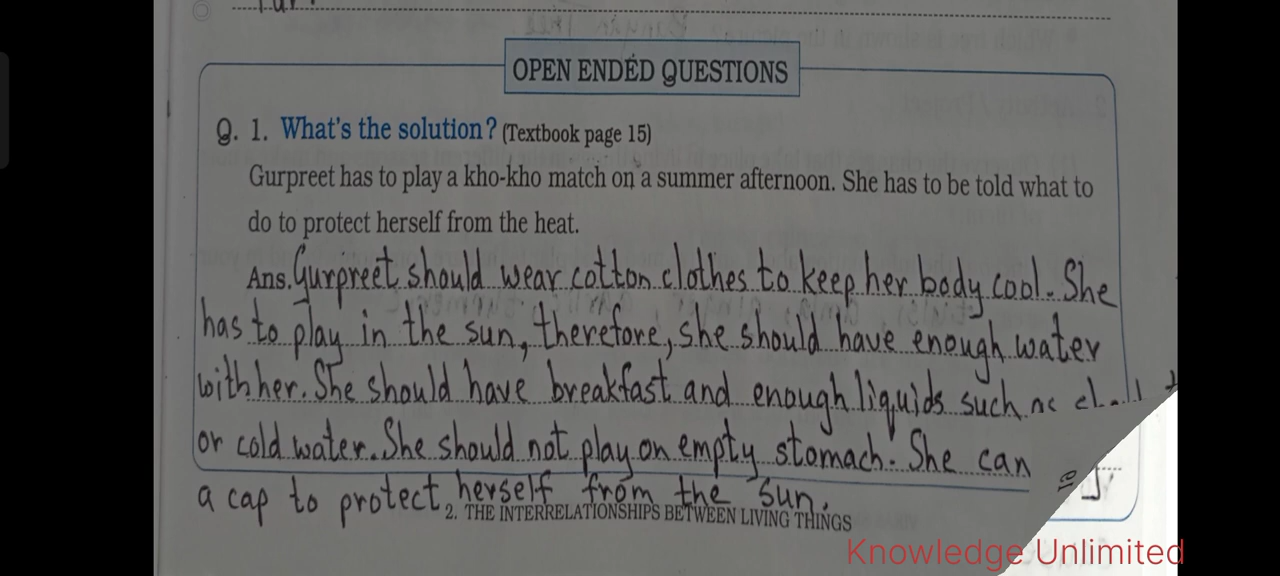 OPEN ENDED QUESTIONS
Q. 1. What's the solution? (Textbook page 15)
Gurpreet has to play a kho-kho match on a summer afternoon. She has to be told what to
do to protect herself from the heat.
Ans. Gurpreet should wear cotton clothes to keep her body cool. She
has to play in the sun, therefore, she should have enough water
with her. She should have breakfast and enough liquids such as
or cold water. She should not play on empty stomach. She can
a cap to protect herself from the sun.
2. THE INTERRELATIONSHIPS BETWEEN LIVING THINGS
Knowledge Unlimited